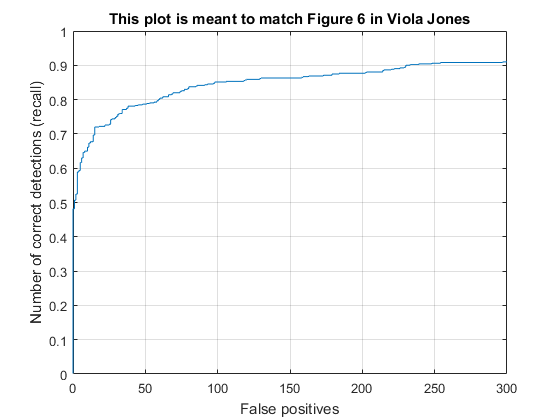 This plot is meant to match Figure 6 in Viola Jones
Number of correct detections (recall)
1
0.9
0.8
0.7
0.6
0.5
0.4
0.3
0.2
0.1
0
0 50 100 150 200 250 300
False positives